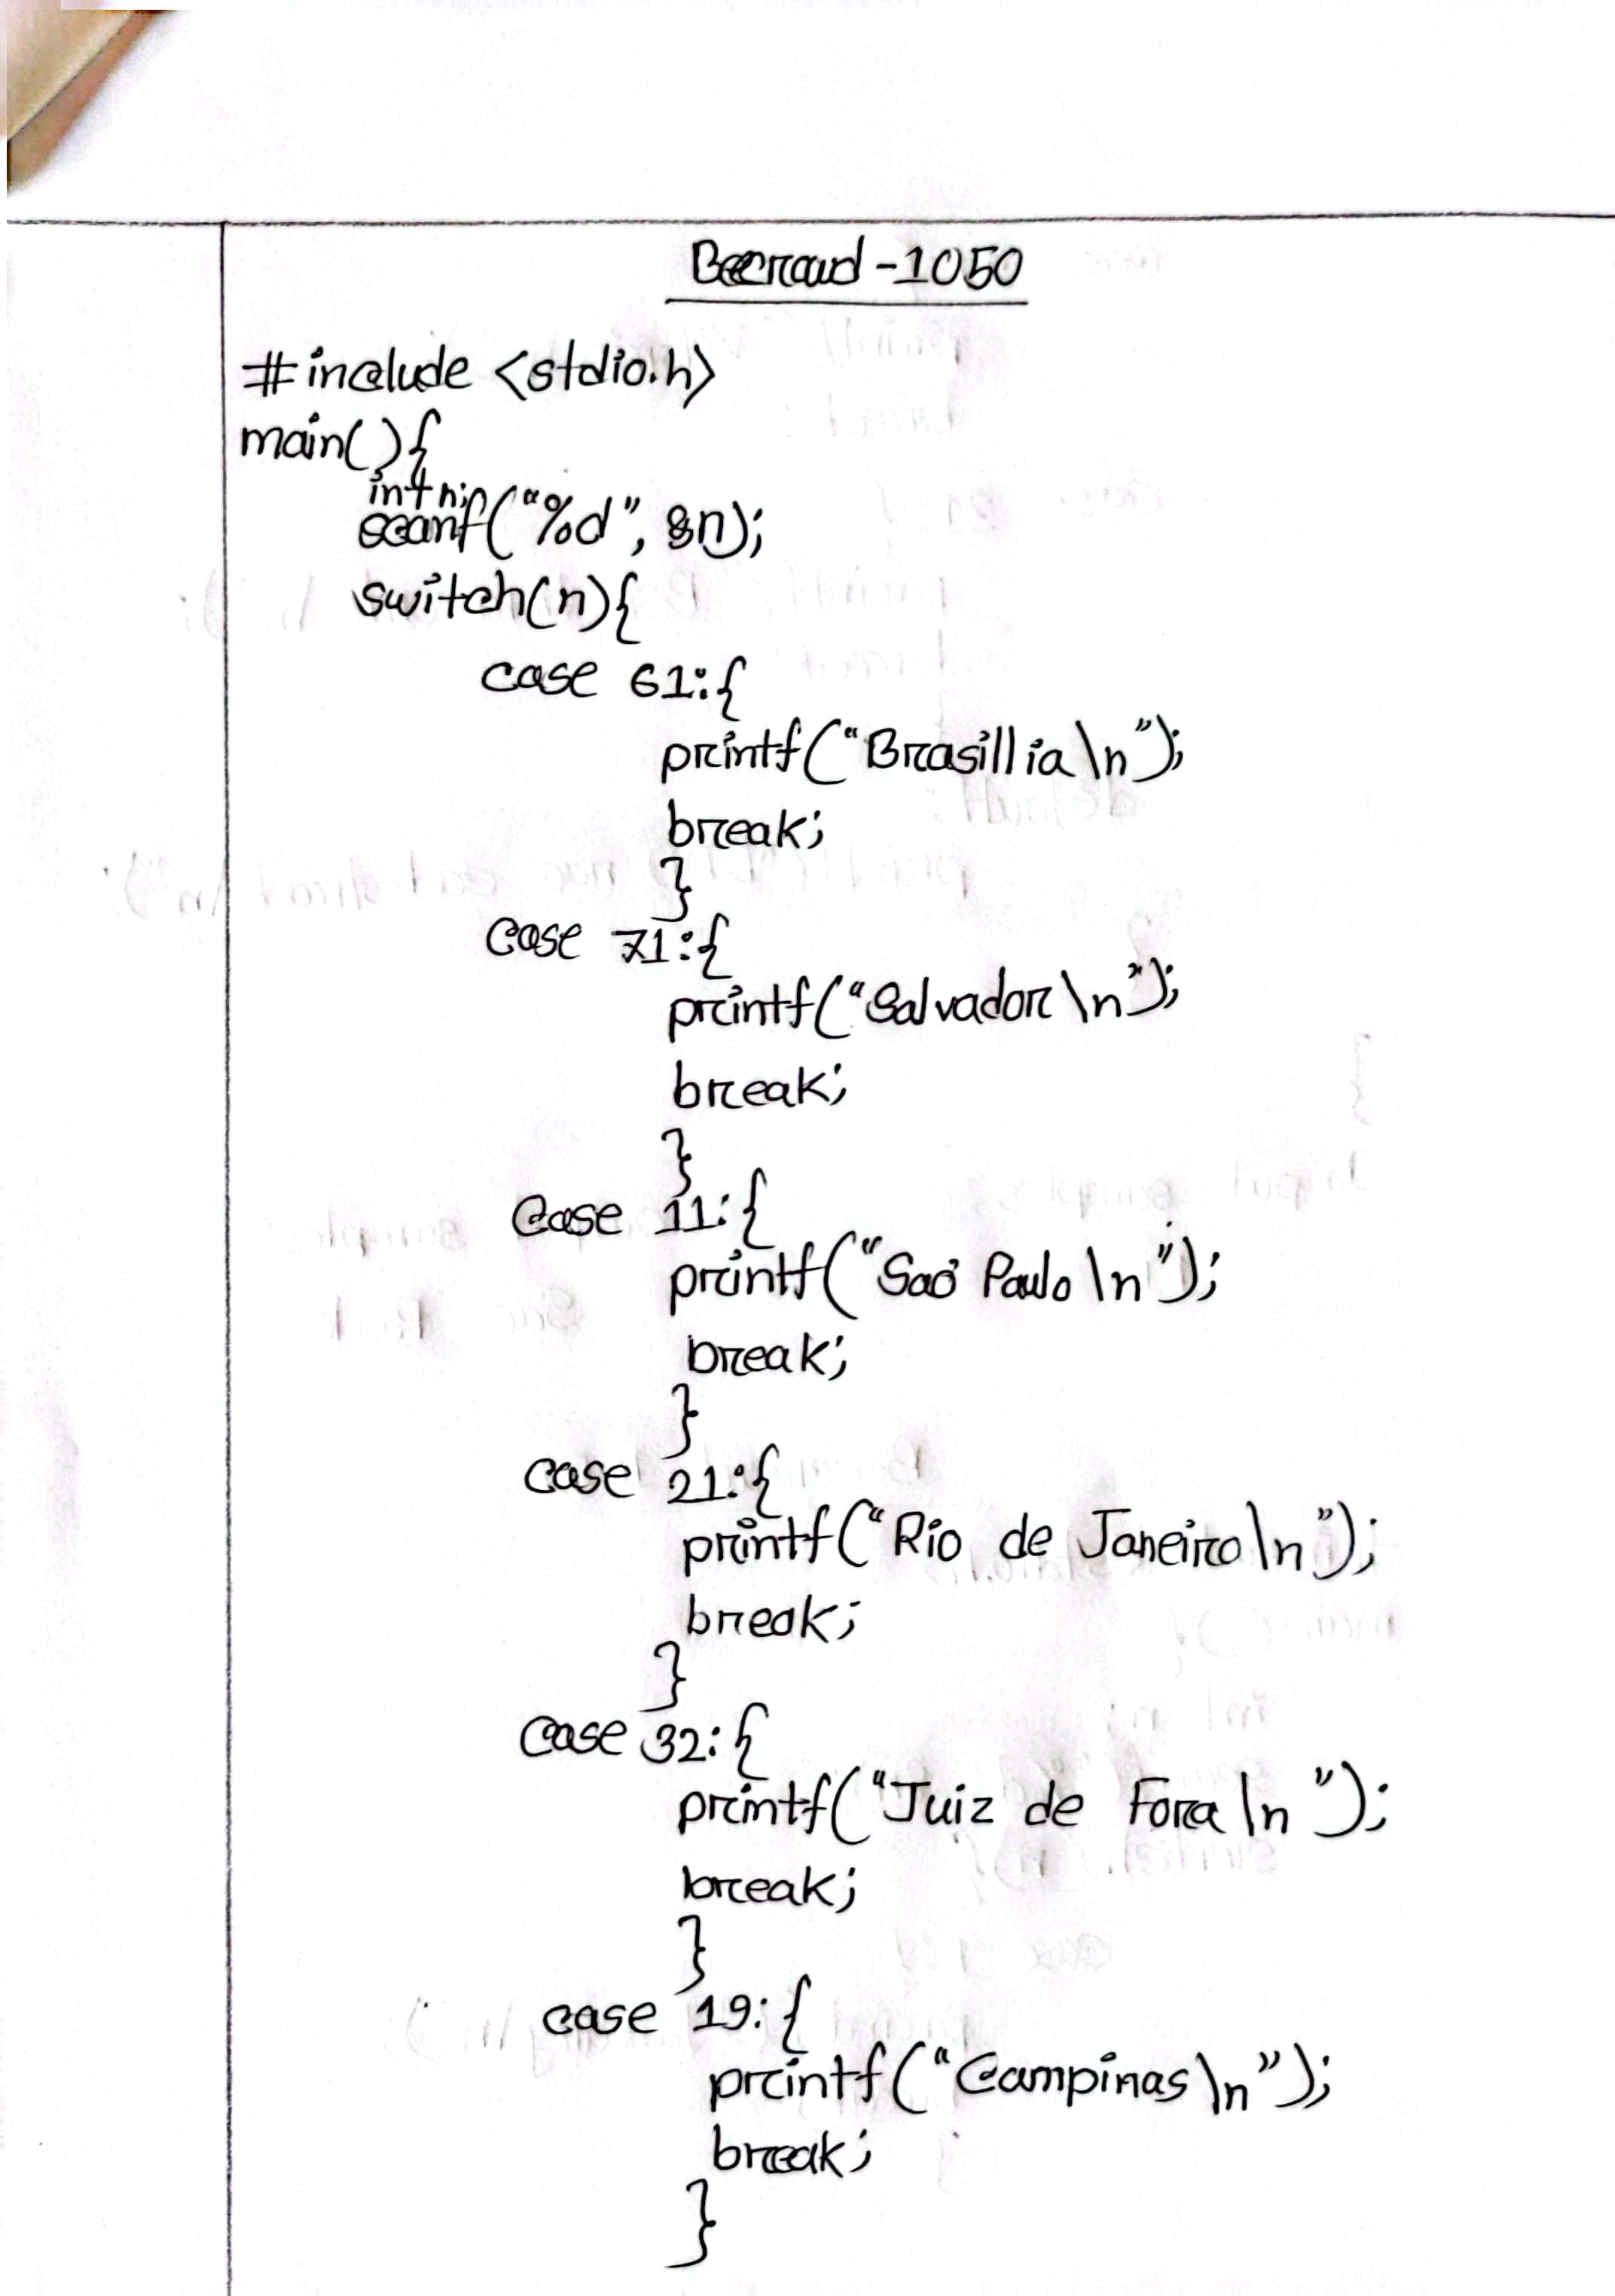 Beecrowd - 1050
#include <stdio.h>
main(){
int n;
scanf("%d", &n);
switch(n){
case 61:{
printf("Brasillia\n");
break;
}
case 71:{
printf("Salvador\n");
break;
}
case 11:{
printf("Sao Paulo\n");
break;
}
case 21:{
printf("Rio de Janeiro\n");
break;
}
case 32:{
printf("Juiz de Fora\n");
break;
}
case 19:{
printf("Campinas\n");
break;
}